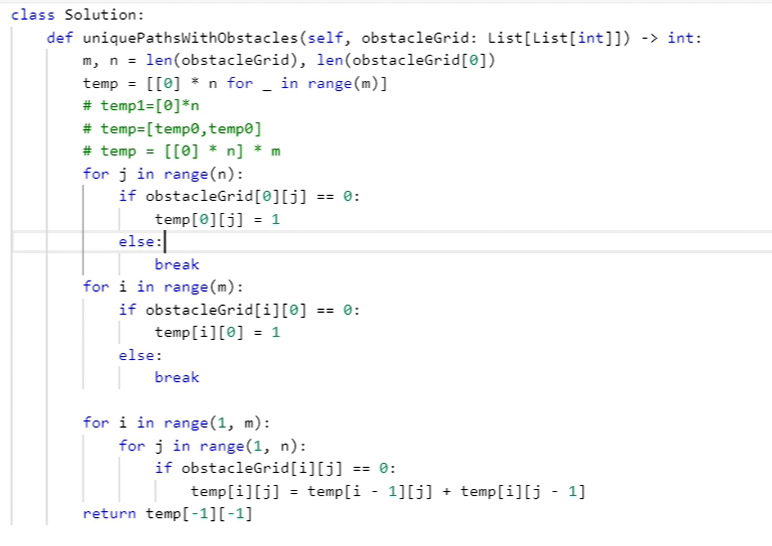 class Solution:
    def uniquePathsWithObstacles(self, obstacleGrid: List[List[int]]) -> int:
        m, n = len(obstacleGrid), len(obstacleGrid[0])
        temp = [[0] * n for _ in range(m)]
        # temp1=[0]*n
        # temp=[temp0,temp0]
        # temp = [[0] * n] * m
        for j in range(n):
            if obstacleGrid[0][j] == 0:
                temp[0][j] = 1
            else:
                break
        for i in range(m):
            if obstacleGrid[i][0] == 0:
                temp[i][0] = 1
            else:
                break
        for i in range(1, m):
            for j in range(1, n):
                if obstacleGrid[i][j] == 0:
                    temp[i][j] = temp[i - 1][j] + temp[i][j - 1]
        return temp[-1][-1]